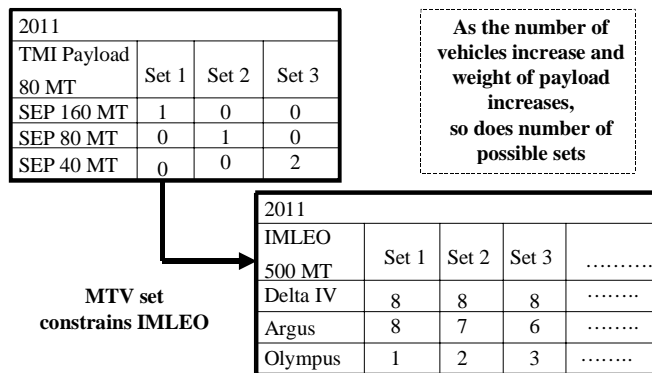 2011
TMI Payload
80 MT
Set 1 Set 2 Set 3
SEP 160 MT 1 0 0
SEP 80 MT 0 1 0
SEP 40 MT 0 0 2
As the number of
vehicles increase and
weight of payload
increases,
so does number of
possible sets
MTV set
constrains IMLEO
2011
IMLEO
500 MT
Set 1 Set 2 Set 3 ..........
Delta IV 8 8 8 ........
Argus 8 7 6 ........
Olympus 1 2 3 ........